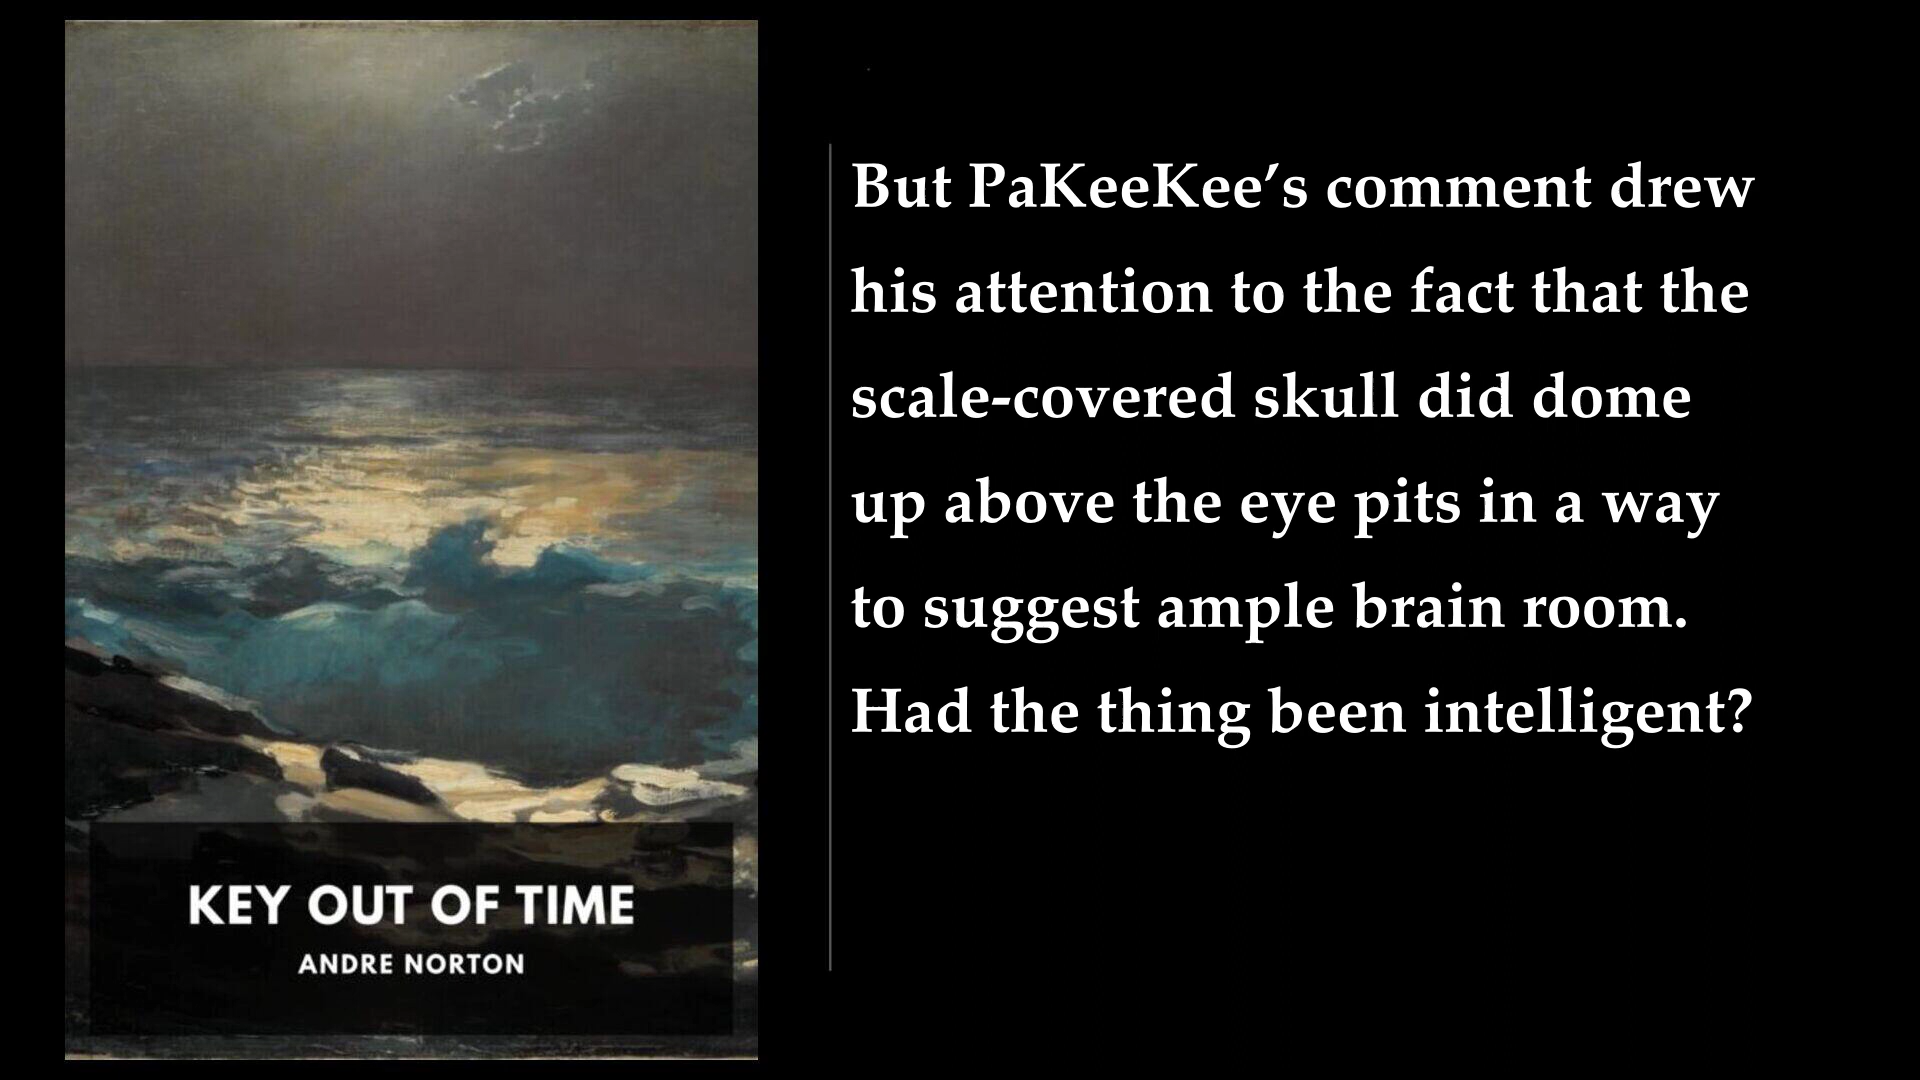 But PaKeeKee’s comment drew
his attention to the fact that the
scale-covered skull did dome
up above the eye pits in a way
to suggest ample brain room.
Had the thing been intelligent?
KEY OUT OF TIME
ANDRE NORTON